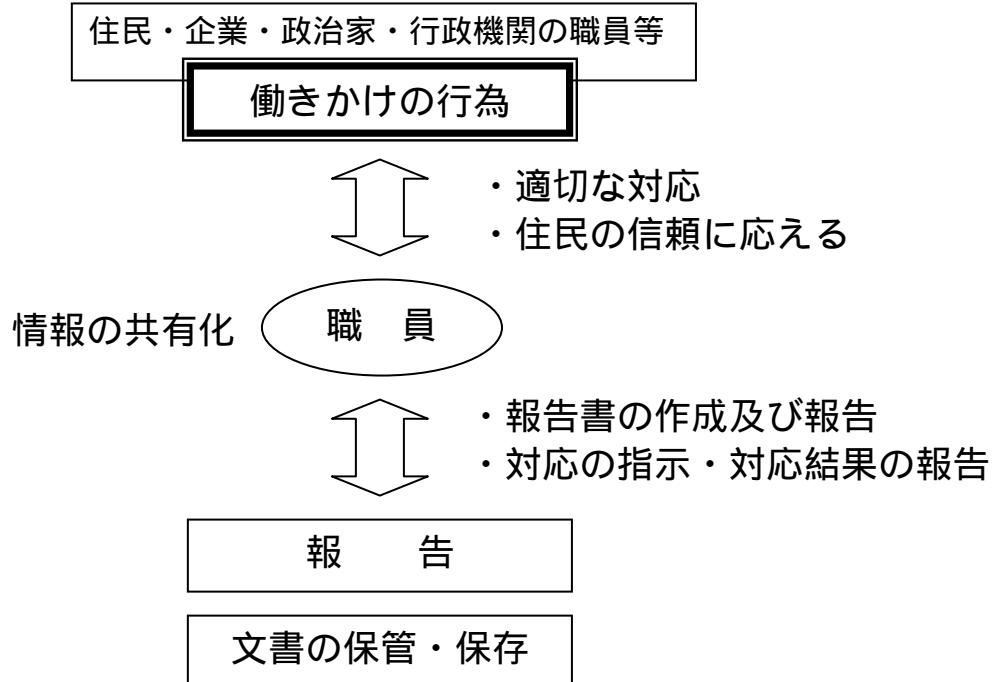 住民・企業・政治家・行政機関の職員等
働きかけの行為
・適切な対応
・住民の信頼に応える
情報の共有化
職　員
・報告書の作成及び報告
・対応の指示・対応結果の報告
報　　告
文書の保管・保存